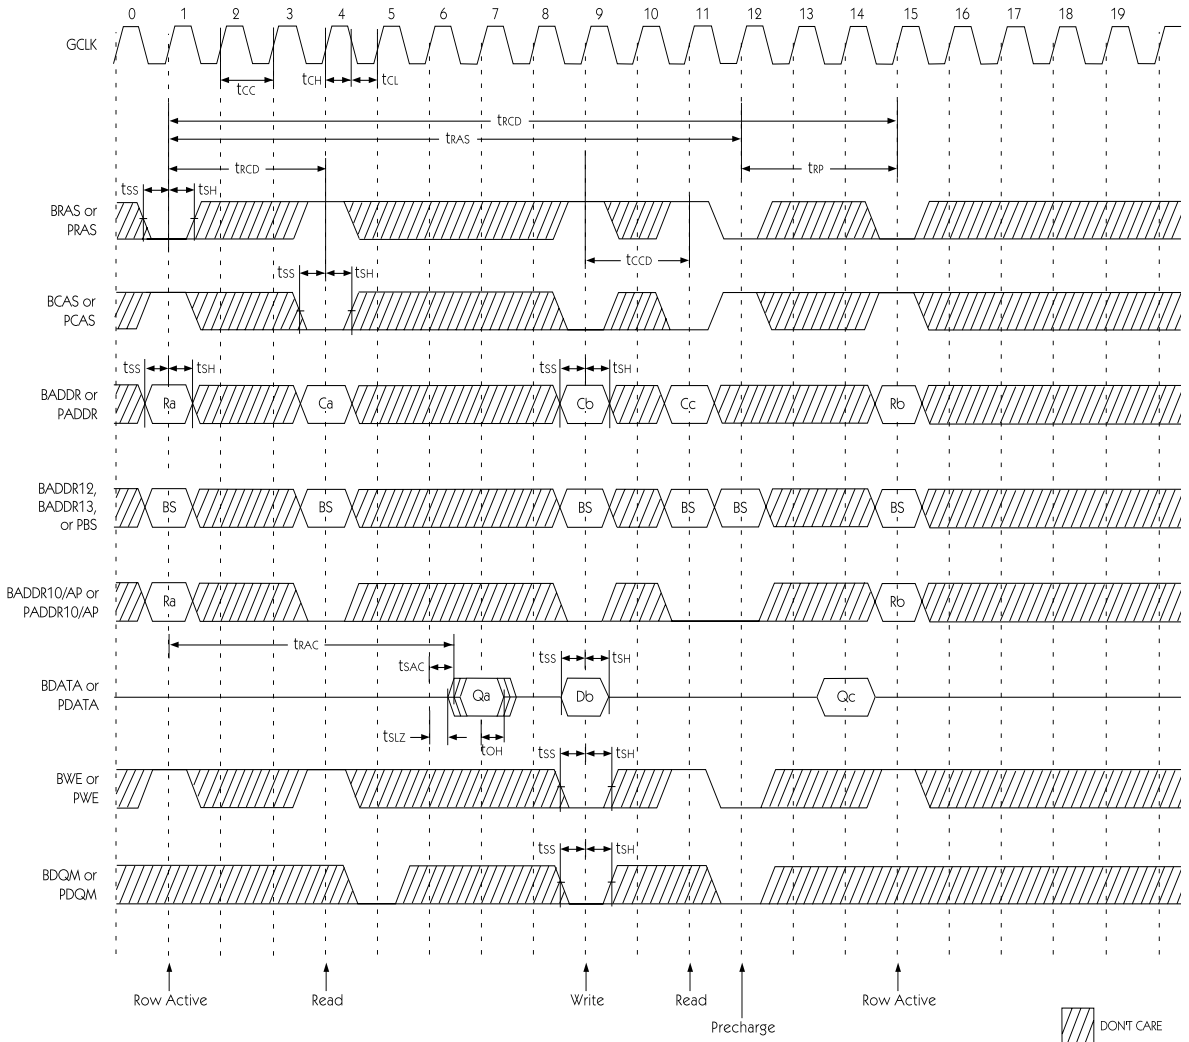 0 1 2 3 4 5 6 7 8 9 10 11 12 13 14 15 16 17 18 19
GCLK
tCC tCH tCL
tRCD
tRAS
tRCD tRP
tSS tSH
BRAS or
PRAS
tCCD
tSS tSH
BCAS or
PCAS
tSS tSH tSS tSH
BADDR or
PADDR
Ra Ca Cb Cc Rb
BADDR12,
BADDR13,
or PBS
BS BS BS BS BS BS
BADDR10/AP or
PADDR10/AP
Ra Rb
tRAC
tSAC tSS tSH
BDATA or
PDATA
Qa Db Qc
tSLZ tOH tSS tSH
BWE or
PWE
tSS tSH
BDQM or
PDQM
Row Active Read Write Read Row Active
Precharge
DON'T CARE